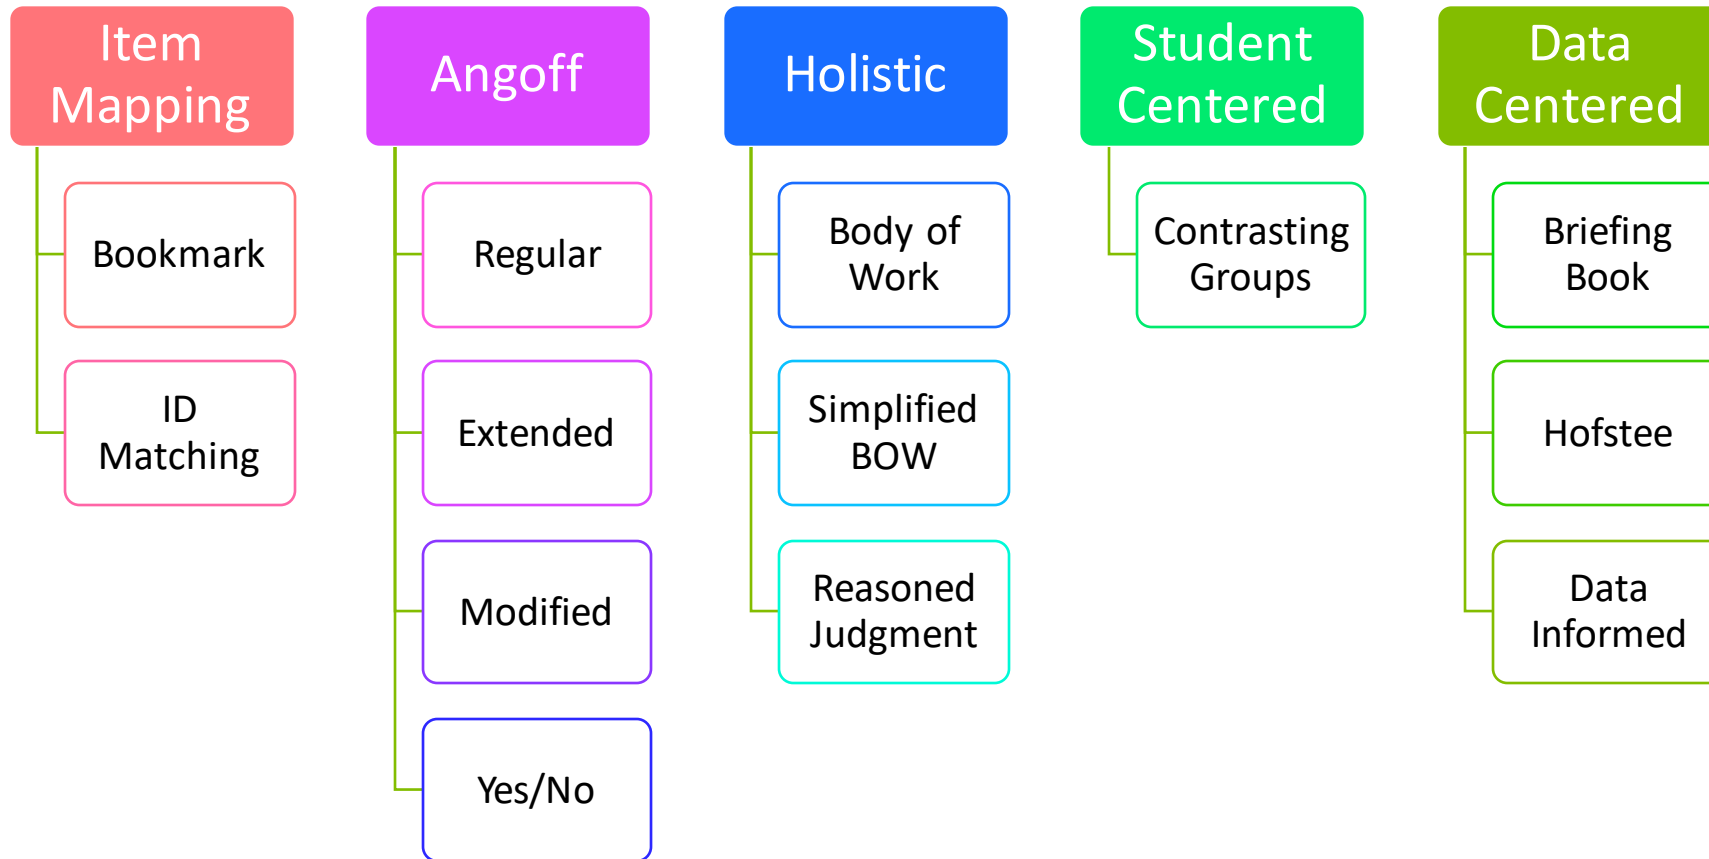 Item
Mapping
Bookmark
ID
Matching
Angoff
Regular
Extended
Modified
Yes/No
Holistic
Body of
Work
Simplified
BOW
Reasoned
Judgment
Student
Centered
Contrasting
Groups
Data
Centered
Briefing
Book
Hofstee
Data
Informed